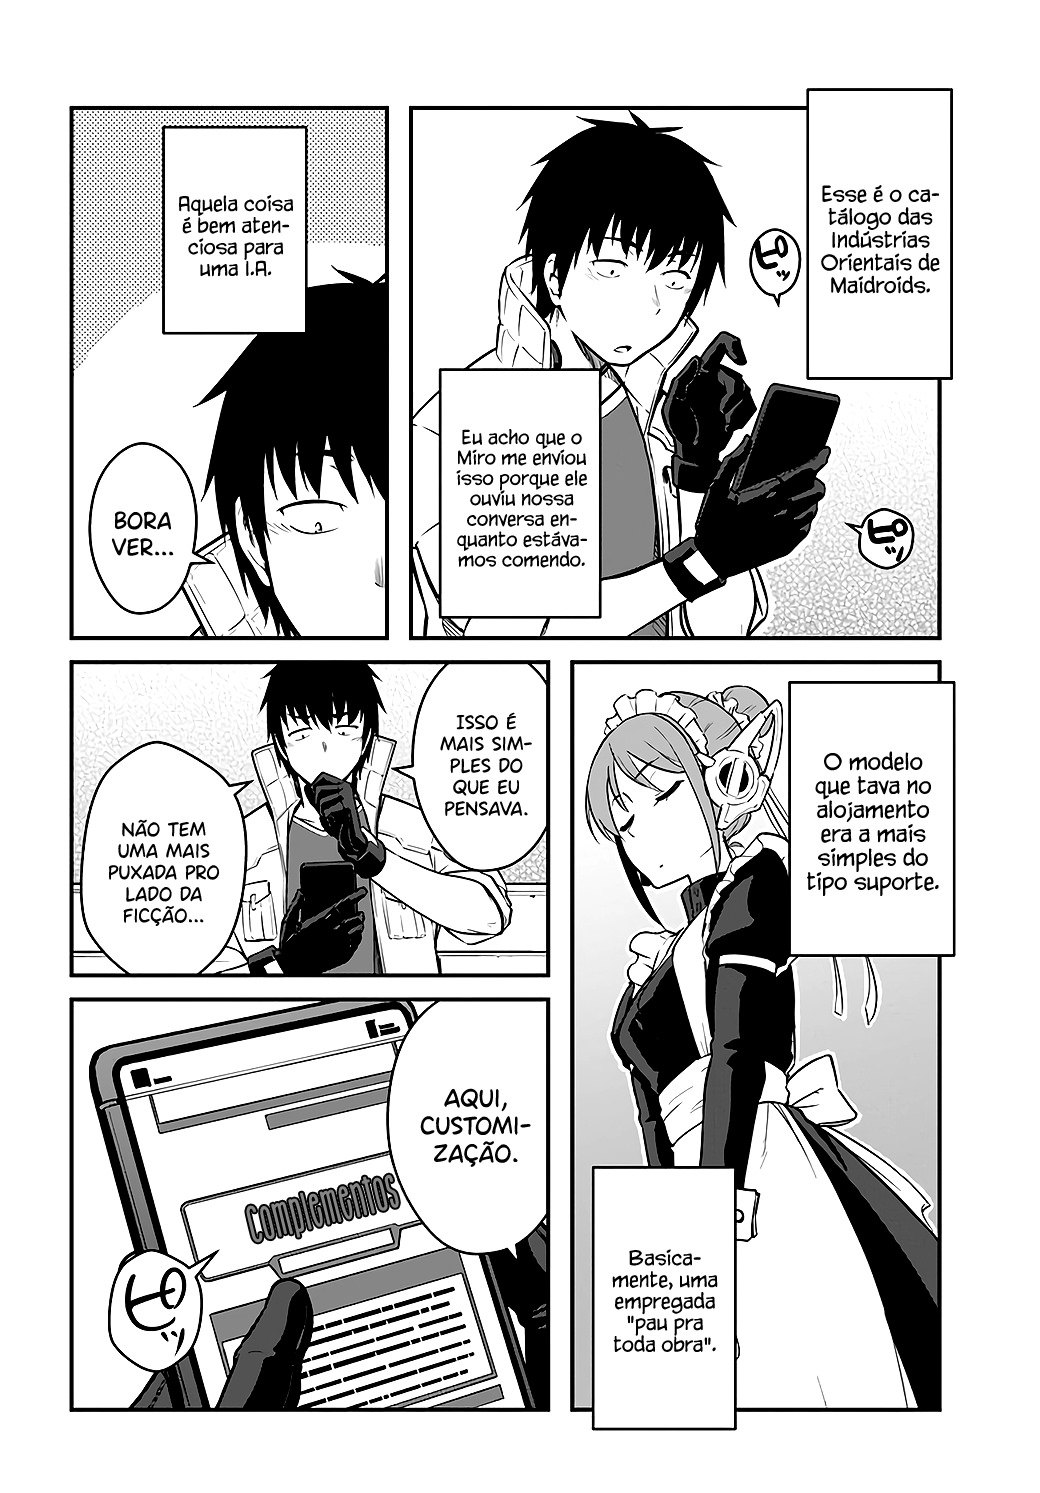 Esse é o ca-
tálogo das
Indústrias
Orientais de
Maidroids.
ピッ
Eu acho que o
Miro me enviou
isso porque ele
ouviu nossa
conversa en-
quanto estáva-
mos comendo.
ピッ
Aquela coisa
é bem aten-
ciosa para
uma I.A.
BORA
VER...
O modelo
que tava no
alojamento
era a mais
simples do
tipo suporte.
Basica-
mente, uma
empregada
"pau pra
toda obra".
ISSO É
MAIS SIM-
PLES DO
QUE EU
PENSAVA.
NÃO TEM
UMA MAIS
PUXADA PRO
LADO DA
FICÇÃO...
AQUI,
CUSTOMI-
ZAÇÃO.
Complementos
ピッ